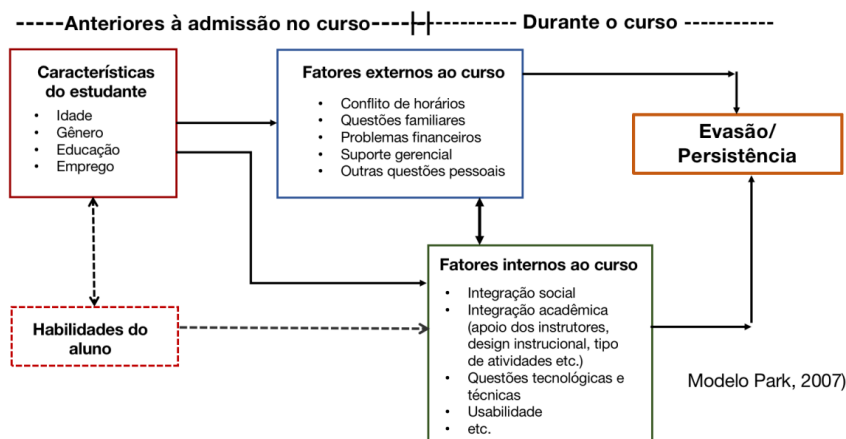 ------Anteriores à admissão no curso-----
------ Durante o curso -------------
Características
do estudante
• Idade
• Gênero
• Educação
• Emprego
Fatores externos ao curso
• Conflito de horários
• Questões familiares
• Problemas financeiros
• Suporte gerencial
• Outras questões pessoais
Evasão/
Persistência
Habilidades do
aluno
Fatores internos ao curso
• Integração social
• Integração acadêmica
(apoio dos instrutores,
design instrucional, tipo
de atividades etc.)
• Questões tecnológicas e
técnicas
• Usabilidade
• etc.
Modelo Park, 2007)